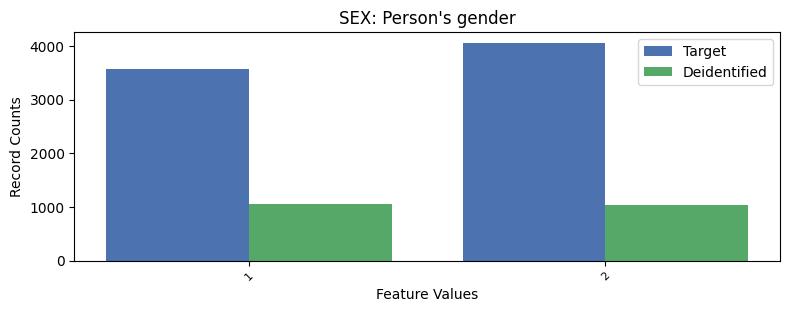 SEX: Person's gender
Target
Deidentified
Record Counts
4000
3000
2000
1000
0
1
2
Feature Values